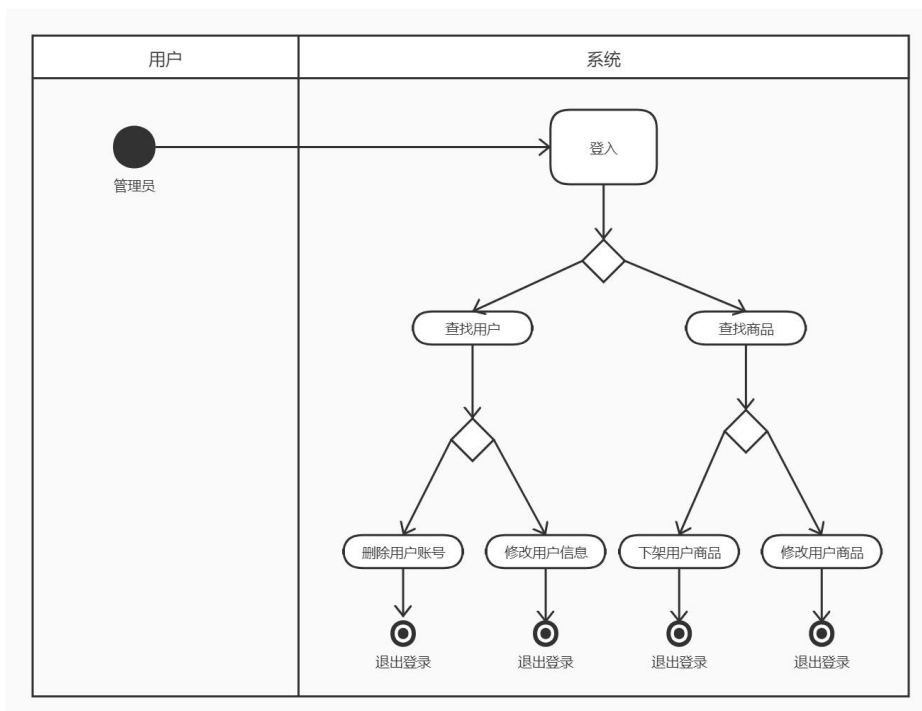 用户
系统
登入
管理员
查找用户
查找商品
删除用户账号
修改用户信息
下架用户商品
修改用户商品
退出登录
退出登录
退出登录
退出登录